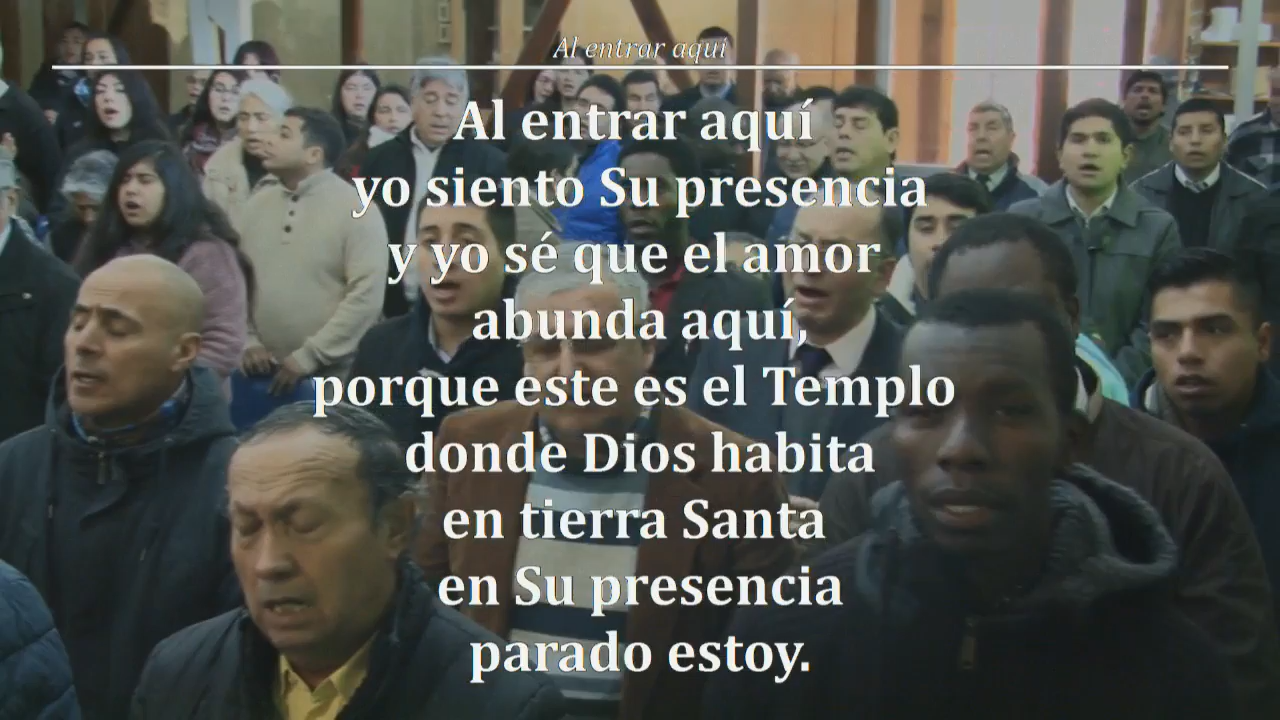 Al entrar aquí
Al entrar aquí
yo siento Su presencia
y yo sé que el amor
abunda aquí,
porque este es el Templo
donde Dios habita
en tierra Santa
en Su presencia
parado estoy.